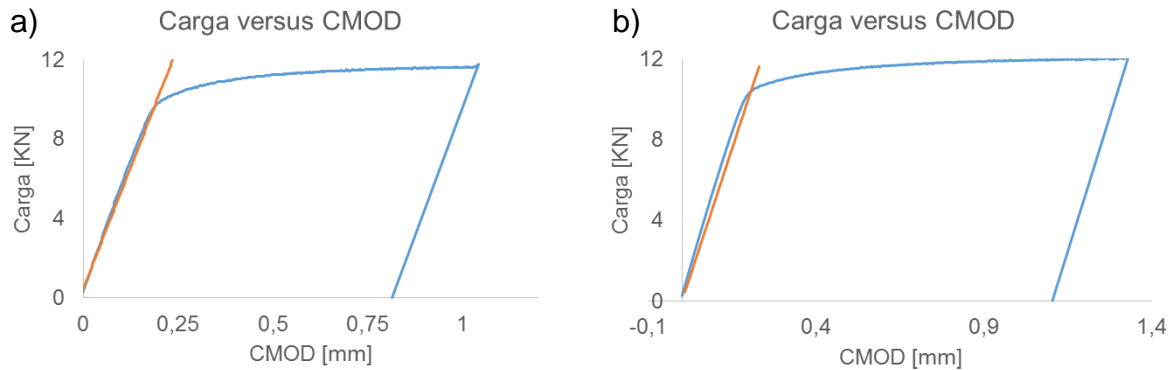 a)
Carga versus CMOD
Carga [KN]
12
8
4
0
0
0,25
0,5
0,75
1
CMOD [mm]
b)
Carga versus CMOD
Carga [KN]
12
8
4
0
-0,1
0,4
0,9
1,4
CMOD [mm]